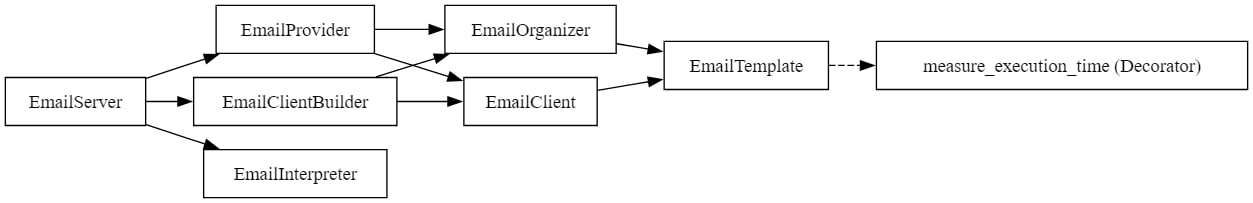 EmailProvider
EmailOrganizer
EmailTemplate
measure_execution_time (Decorator)
EmailServer
EmailClientBuilder
EmailClient
EmailInterpreter